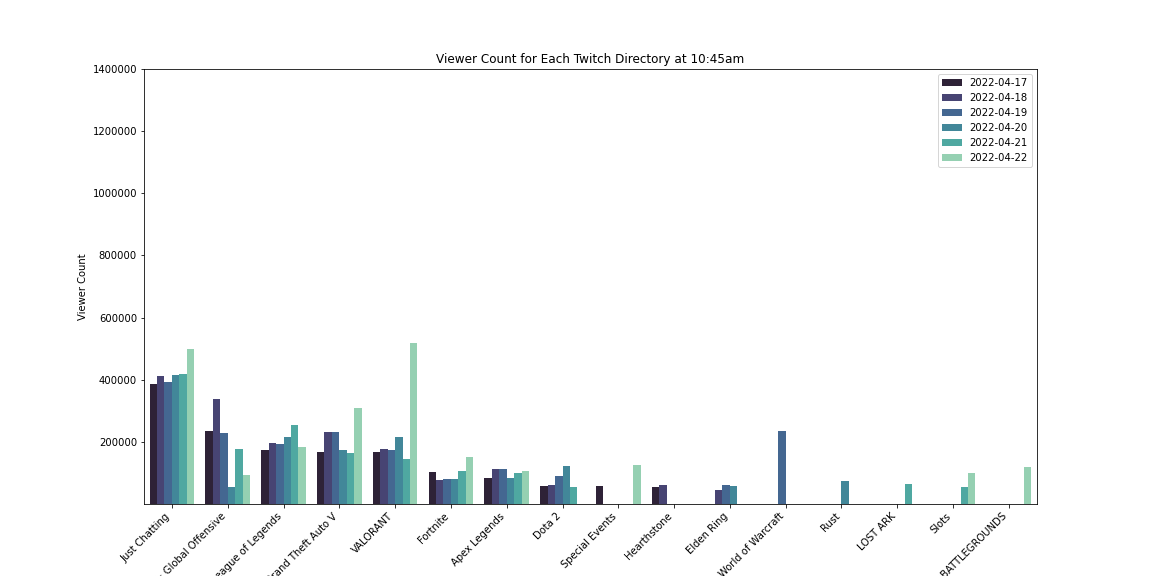 Viewer Count for Each Twitch Directory at 10:45am
1400000
1200000
1000000
800000
600000
400000
200000
Viewer Count
2022-04-17
2022-04-18
2022-04-19
2022-04-20
2022-04-21
2022-04-22
Just Chatting
Global Offensive
eague of Legends
rand Theft Auto V
VALORANT
Fortnite
Apex Legends
Dota 2
Special Events
Hearthstone
Elden Ring
World of Warcraft
Rust
LOST ARK
Slots
BATTLEGROUNDS